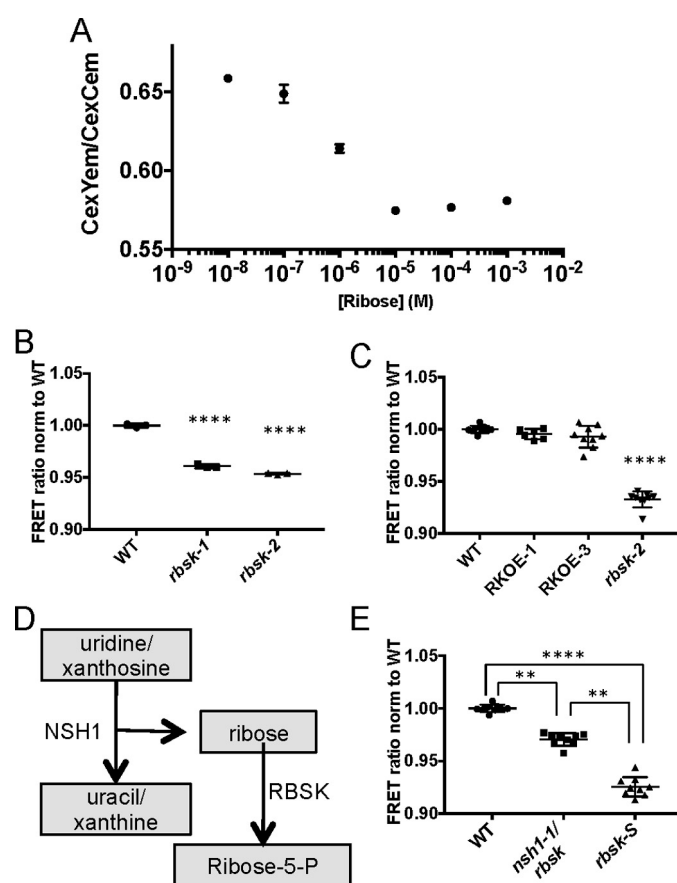 A
CexYem/CexCem
0.65
0.60
0.55
10-9 10-8 10-7 10-6 10-5 10-4 10-3 10-2
[Ribose] (M)
B
FRET ratio norm to WT
1.05
1.00
0.95
0.90
****
****
WT
rbsk-1
rbsk-2
C
FRET ratio norm to WT
1.05
1.00
0.95
0.90
****
WT
RKOE-1
RKOE-3
rbsk-2
D
uridine/
xanthosine
NSH1
ribose
RBSK
uracil/
xanthine
Ribose-5-P
E
FRET ratio norm to WT
1.05
1.00
0.95
0.90
****
**
**
WT
nsh1-1/
rbsk
rbsk-S